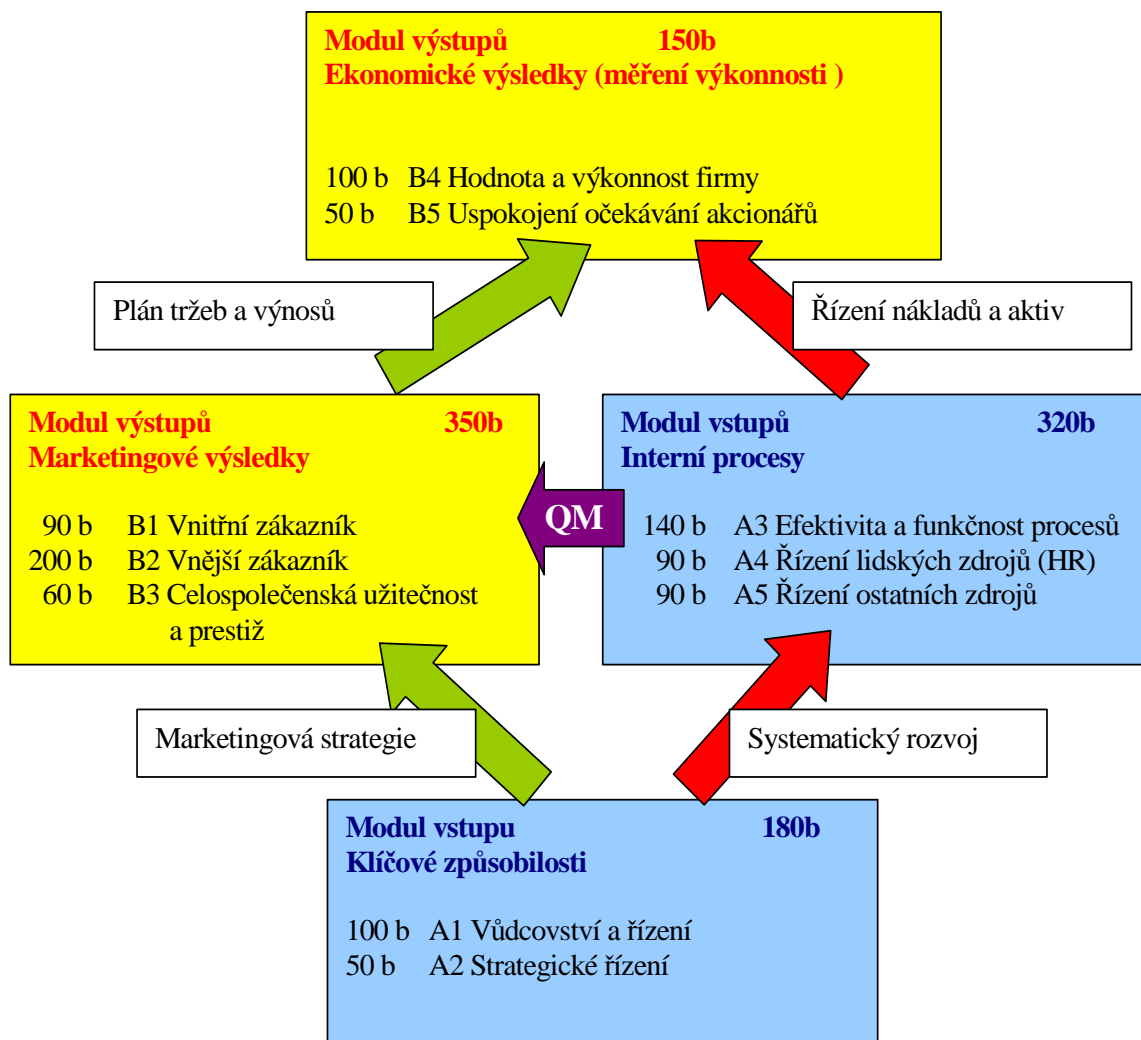 Modul výstupů 150b
Ekonomické výsledky (měření výkonnosti )
100 b B4 Hodnota a výkonnost firmy
50 b B5 Uspokojení očekávání akcionářů
Plán tržeb a výnosů
Řízení nákladů a aktiv
Modul výstupů 350b
Marketingové výsledky
90 b B1 Vnitřní zákazník
200 b B2 Vnější zákazník
60 b B3 Celospolečenská užitečnost
a prestiž
QM
Modul vstupů 320b
Interní procesy
140 b A3 Efektivita a funkčnost procesů
90 b A4 Řízení lidských zdrojů (HR)
90 b A5 Řízení ostatních zdrojů
Marketingová strategie
Systematický rozvoj
Modul vstupu 180b
Klíčové způsobilosti
100 b A1 Vůdcovství a řízení
50 b A2 Strategické řízení